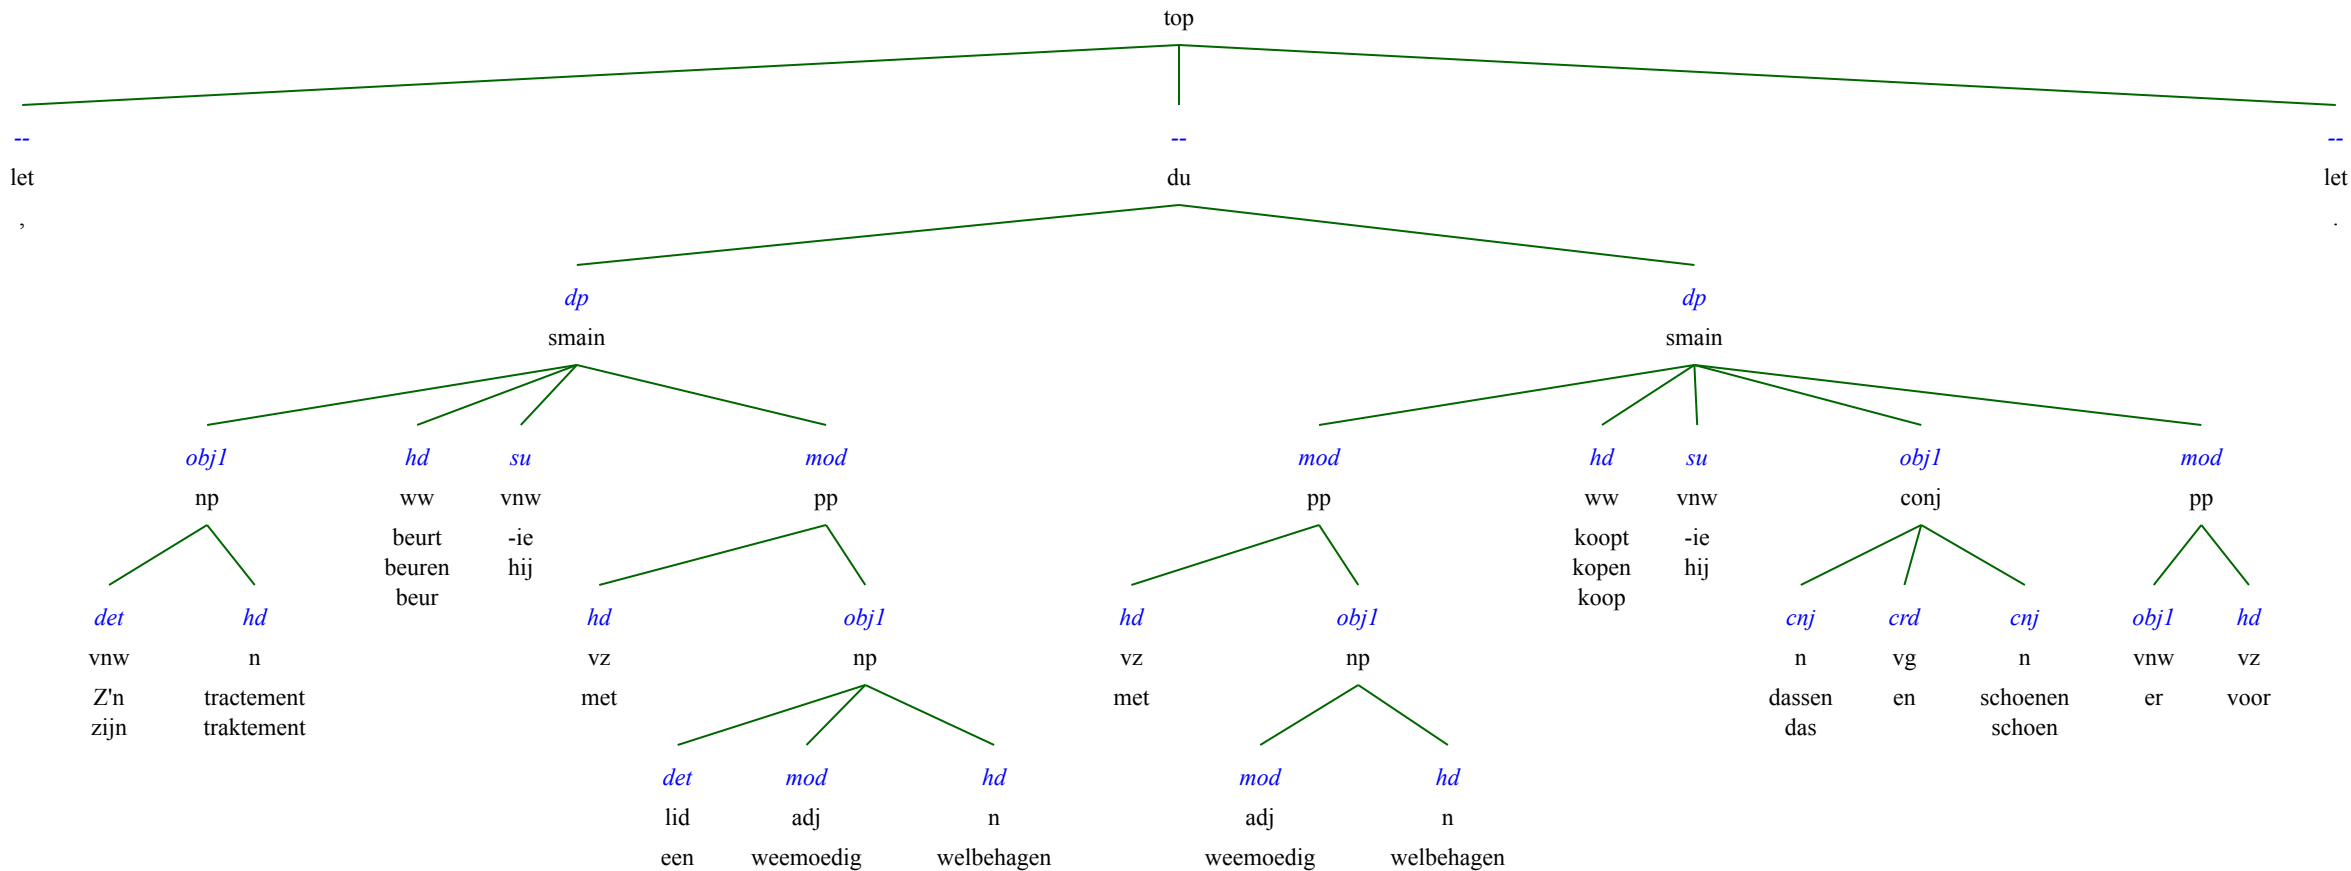 top
-- -- --
let du let
, .
dp dp
smain smain
obj1 hd su mod mod hd su obj1 mod
np ww vnw pp pp ww vnw conj pp
beurt -ie koopt -ie
beuren hij kopen hij
beur koop
det hd hd obj1 hd obj1 cnj crd cnj obj1 hd
vnw n vz np vz np n vg n vnw vz
Z'n tractement met met dassen en schoenen er voor
zijn traktement das schoen
det mod hd mod hd
lid adj n adj n
een weemoedig welbehagen weemoedig welbehagen